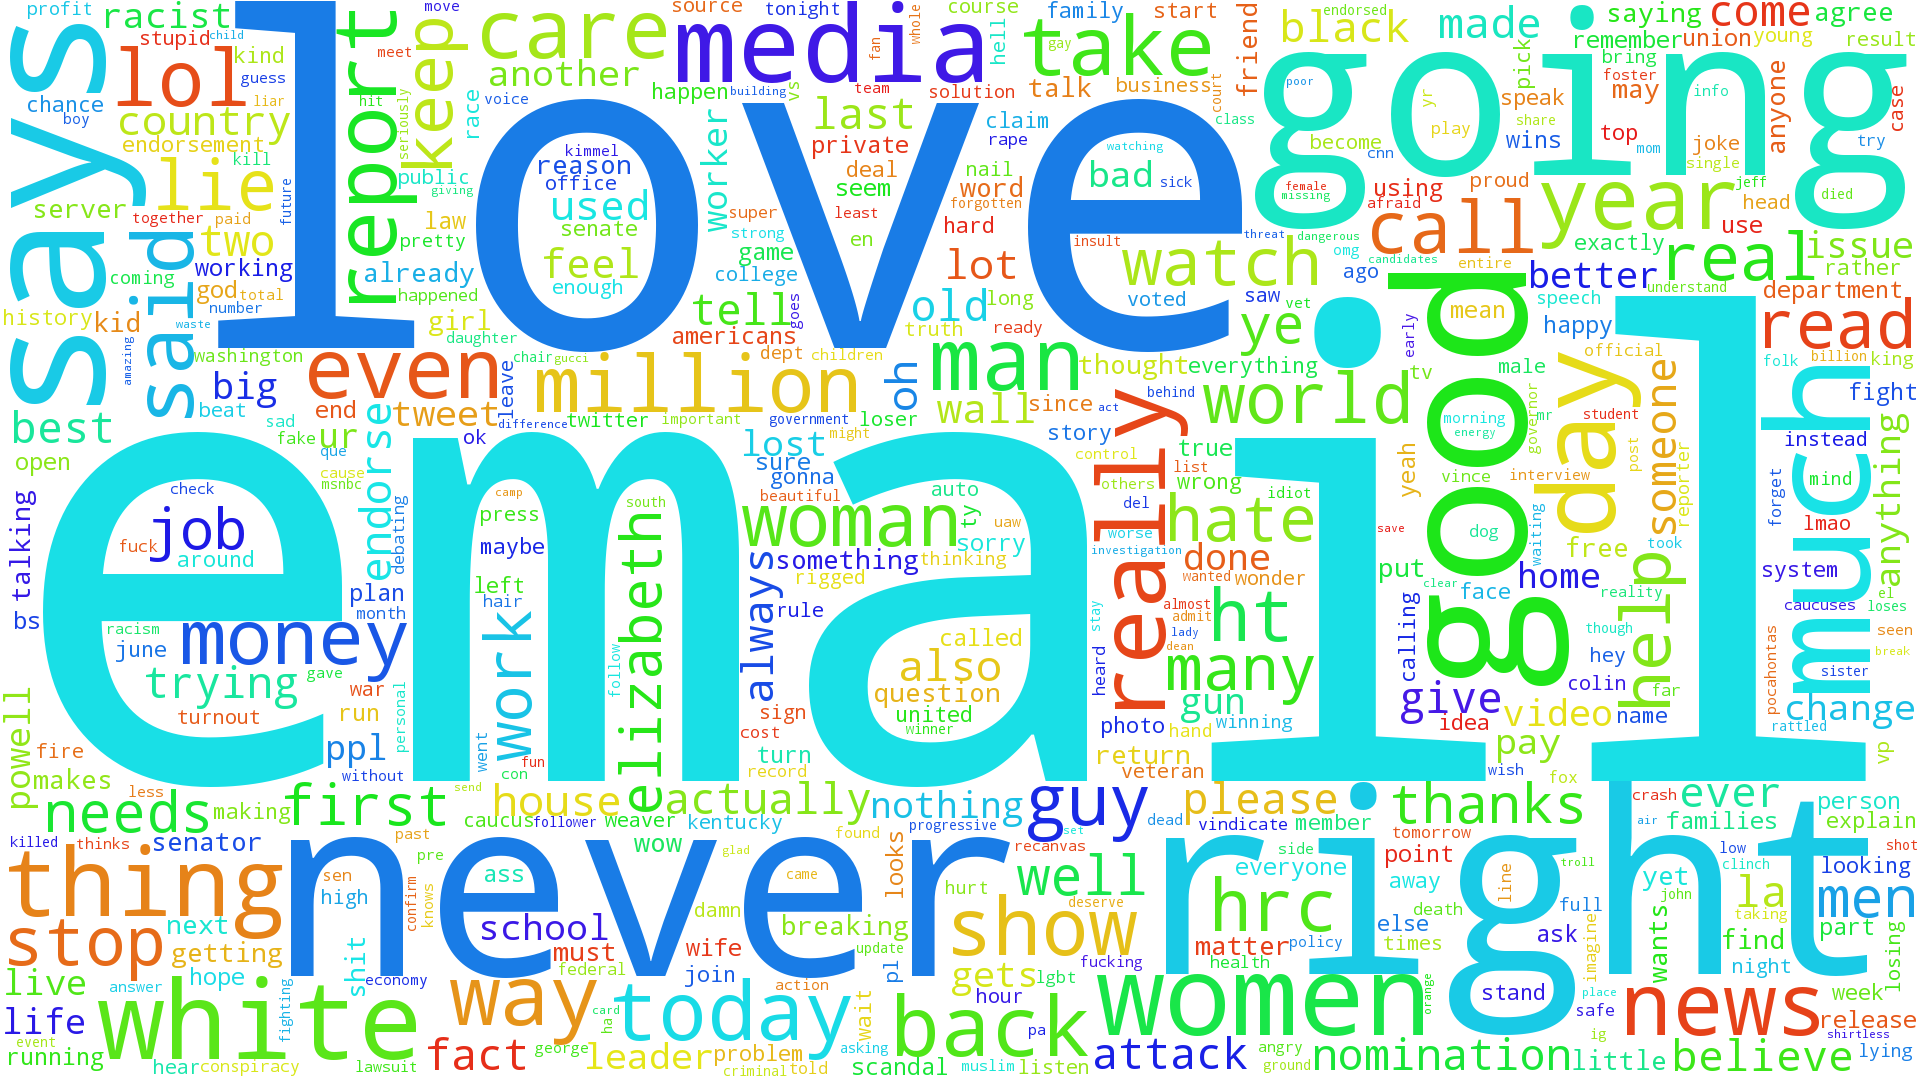 profit
racist
move
source
tonight
course
family
start
endorsed
saying
come
agree
stupid
child
lol
kind
guess
says
report
keep
care
media
take
friend
black
made
remember
union
young
result
another
happen
building
vs
team
solution
talk
business
hell
fan
whole
gay
going
pick
bring
foster
may
info
anyone
case
chance
boy
liar
hit
meet
country
endorsement
kill
seriously
race
voice
love
last
claim
court
class
poor
yr
play
speak
share
wins
top
mom
joke
single
try
lie
public
giving
kimmel
reason
office
used
senate
worker
private
deal
seem
rape
nail
word
forgotten
watching
bad
sick
become
cnn
female
missing
using
afraid
proud
year
jeff
head
died
server
together
paid
future
law
pretty
super
strong
least
en
hard
call
use
said
two
working
god
total
number
coming
already
happened
feel
enough
game
college
lot
insult
watch
threat
dangerous
candidates
omg
ago
entire
exactly
real
issue
rather
better
understand
history
kid
waste
amazing
washington
girl
daughter
tell
americans
goes
old
long
truth
ready
voted
saw
vet
ye
early
good
mean
speech
happy
department
read
big
even
chair
gucci
million
dept
children
oh
man
thought
everything
tv
male
official
folk
billion
king
best
beat
sad
end
tweet
leave
difference
twitter
important
government
loser
wall
since
behind
act
world
day
someone
much
fight
open
fake
ur
que
endorse
ok
lost
might
story
really
true
morning
energy
governor
mr
student
instead
anything
email
cause
msnbc
sure
gonna
beautiful
control
others
list
wrong
yeah
vince
interview
post
reporter
mind
forget
talking
check
job
fuck
around
debating
camp
press
south
woman
auto
ty
uaw
del
worse
investigation
hate
idiot
save
dog
waiting
free
took
lmao
bs
plan
month
maybe
left
hair
elizabeth
something
rigged
thinking
sorry
done
wanted
wonder
put
clear
face
home
help
reality
system
caucuses
el
loses
racism
june
money
work
always
rule
stay
almost
admit
lady
dean
ht
calling
though
hey
pocahontas
seen
break
trying
gave
war
personal
follow
called
also
question
heard
many
give
colin
far
sister
powell
turnout
run
sign
cost
united
winner
photo
gun
winning
hand
idea
video
name
change
rattled
fire
ppl
went
fun
turn
return
pay
vp
makes
without
con
record
veteran
wish
fox
less
send
needs
making
first
house
actually
nothing
guy
please
thanks
crash
ever
person
killed
thinks
senator
caucus
follower
weaver
kentucky
progressive
dead
vindicate
set
member
tomorrow
air
families
explain
thing
past
pre
never
wow
glad
found
looks
recanvas
well
everyone
side
point
right
troll
low
clinch
looking
shot
sen
high
confirm
knows
ass
came
hurt
deserve
hrc
away
line
yet
john
la
men
stop
next
getting
school
damn
breaking
show
death
else
full
wants
taking
part
must
wife
update
fucking
matter
policy
times
ask
imagine
find
live
hope
shit
federal
join
pl
gets
lgbt
health
night
losing
answer
economy
action
hour
women
orange
stand
place
safe
news
week
life
white
fighting
way
card
ha
today
wait
back
pa
ig
release
shirtless
event
running
hear
conspiracy
lawsuit
fact
george
leader
problem
criminal
told
asking
scandal
muslim
listen
attack
angry
ground
nomination
little
believe
lying